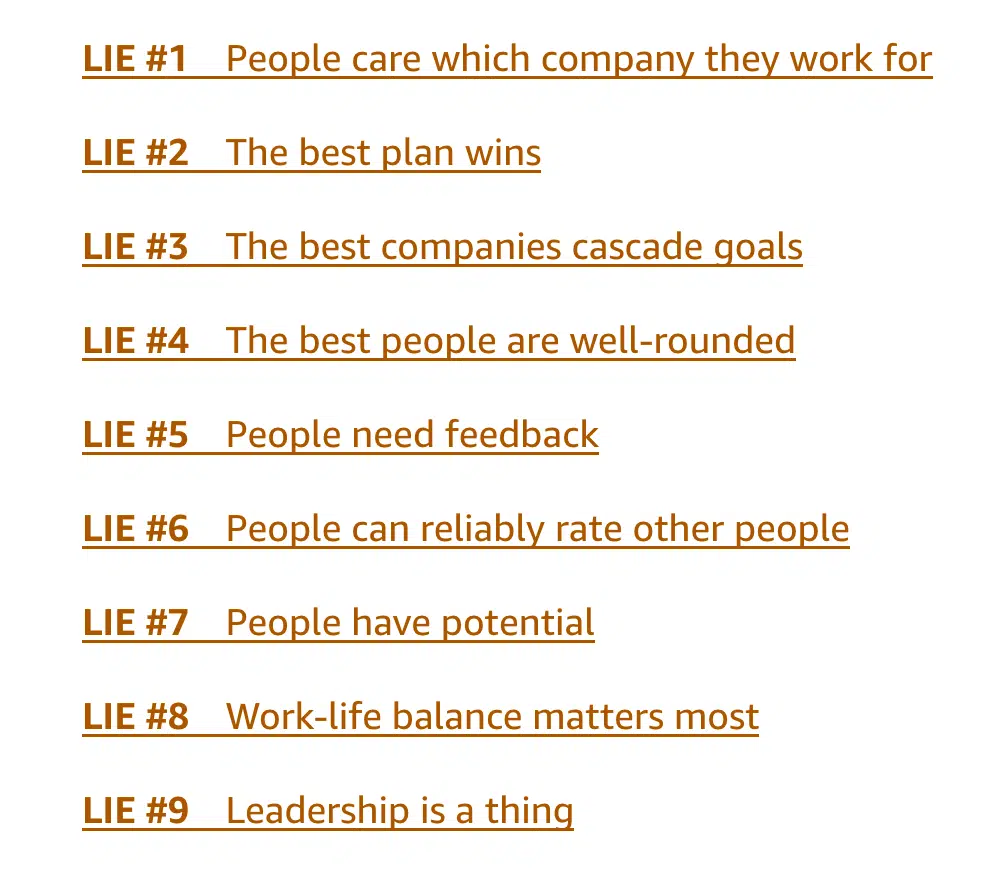 LIE #1 People care which company they work for
LIE #2 The best plan wins
LIE #3 The best companies cascade goals
LIE #4 The best people are well-rounded
LIE #5 People need feedback
LIE #6 People can reliably rate other people
LIE #7 People have potential
LIE #8 Work-life balance matters most
LIE #9 Leadership is a thing